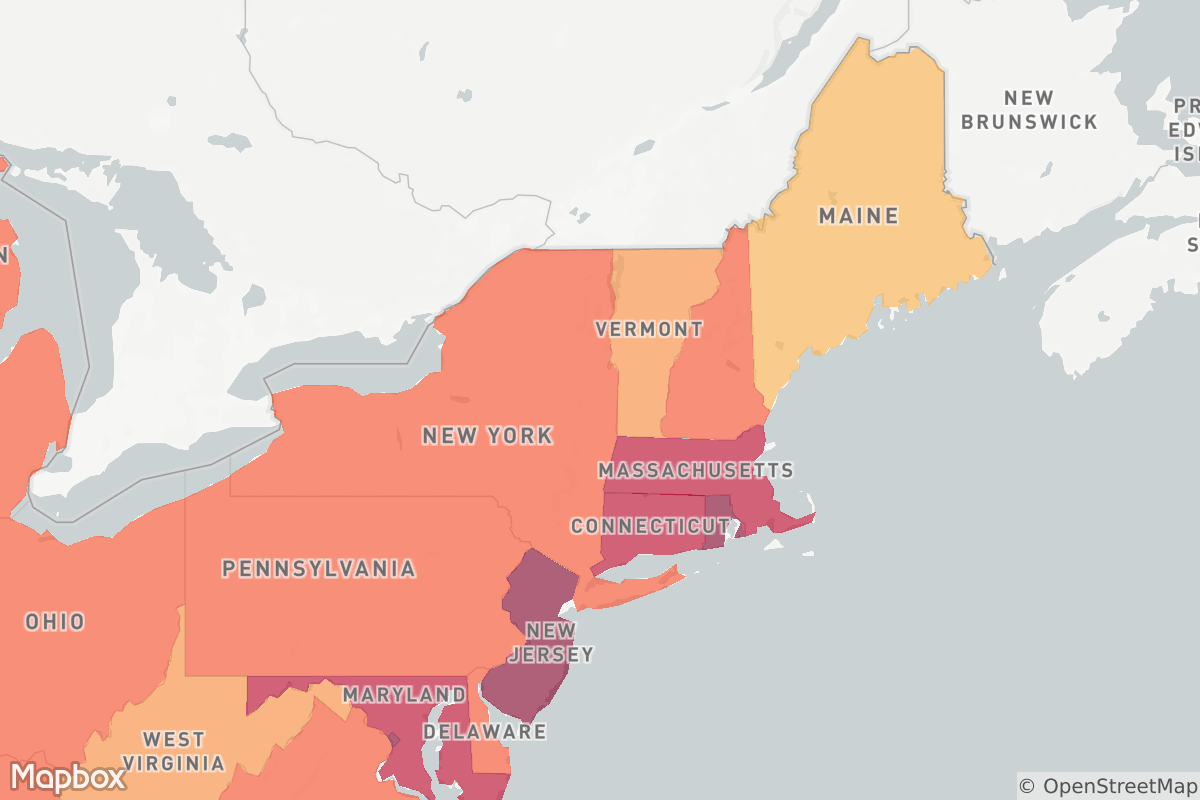 NEW
BRUNSWICK
PR
EDW
ISL
MAINE
N
S
VERMONT
NEW YORK
MASSACHUSETTS
CONNECTICUT
PENNSYLVANIA
OHIO
NEW
JERSEY
MARYLAND
DELAWARE
WEST
VIRGINIA
Mapbox
© OpenStreetMap